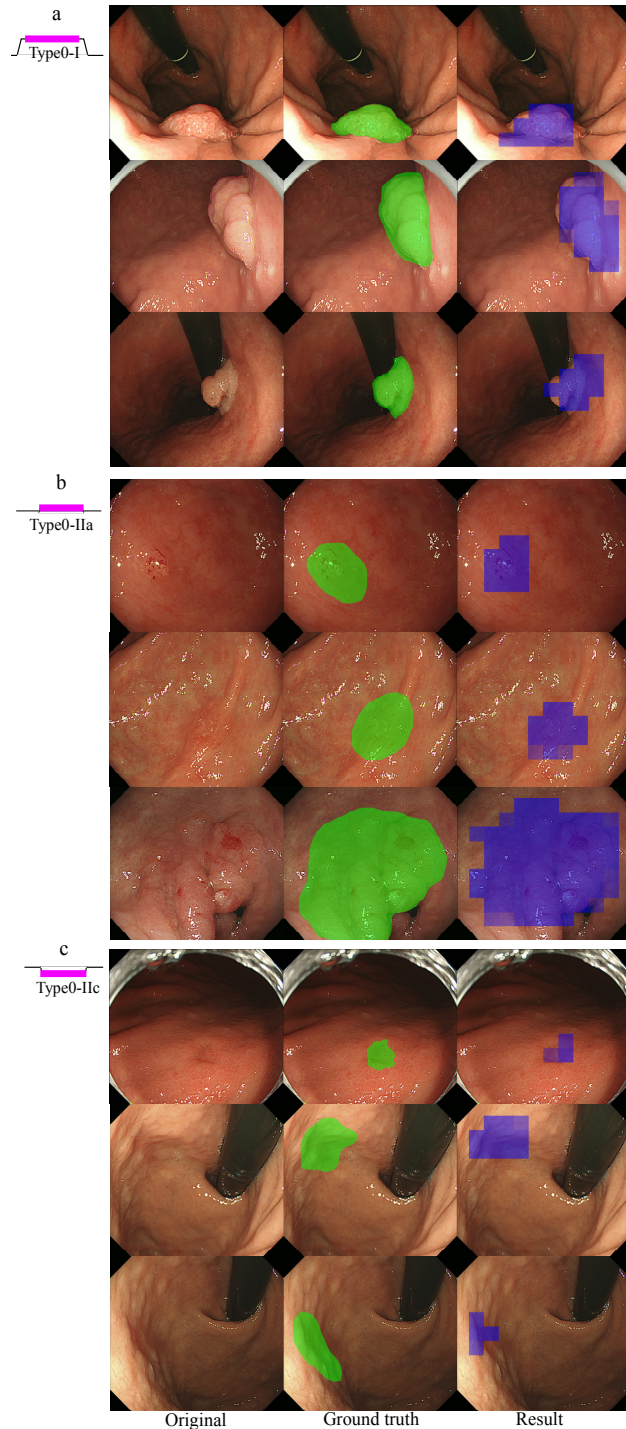 a
Type0-I
b
Type0-IIa
c
Type0-IIc
Original Ground truth Result